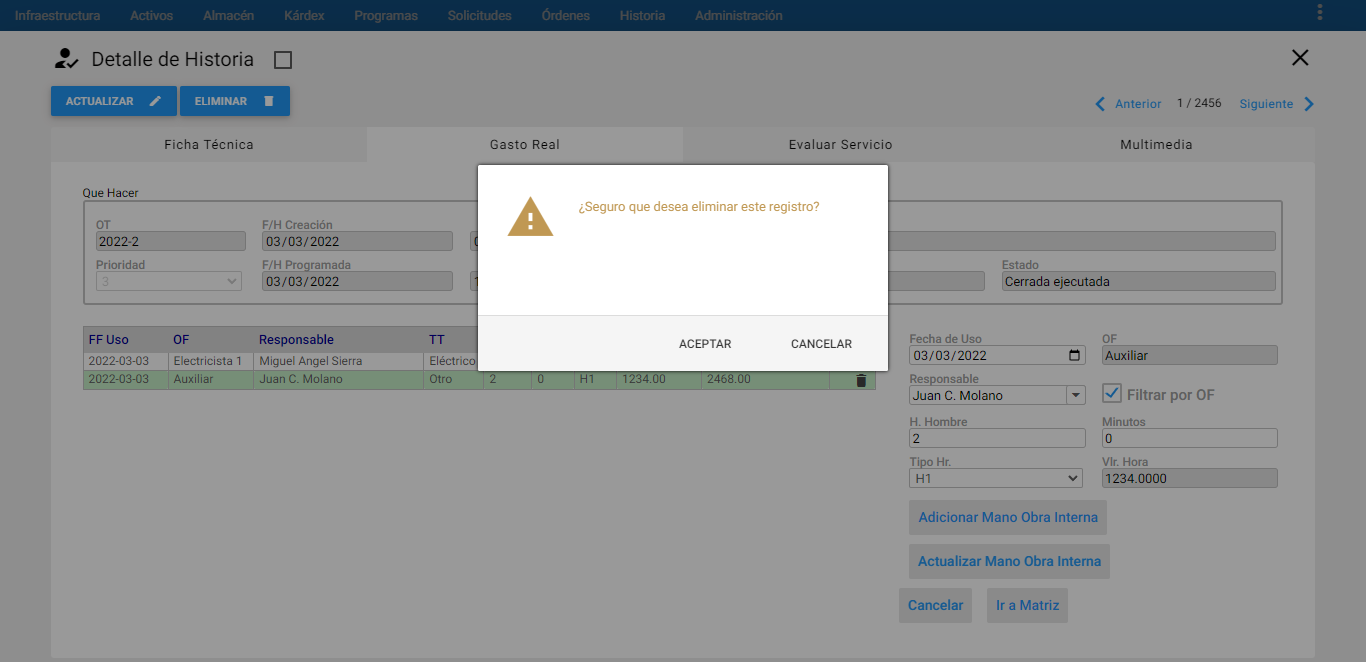 Infraestructura Activos Almacén Kárdex Programas Solicitudes Órdenes Historia Administración
Detalle de Historia
ACTUALIZAR ELIMINAR
Anterior 1 / 2456 Siguiente
Ficha Técnica Gasto Real Evaluar Servicio Multimedia
¿Seguro que desea eliminar este registro?
ACEPTAR CANCELAR
Que Hacer
OT F/H Creación
2022-2 03/03/2022
Prioridad F/H Programada Estado
3 03/03/2022 Cerrada ejecutada
FF Uso OF Responsable TT
2022-03-03 Electricista 1 Miguel Angel Sierra Eléctrico
2022-03-03 Auxiliar Juan C. Molano Otro 2 0 H1 1234.00 2468.00
Fecha de Uso OF
03/03/2022 Auxiliar
Responsable
Juan C. Molano Filtrar por OF
H. Hombre Minutos
2 0
Tipo Hr. Vlr. Hora
H1 1234.0000
Adicionar Mano Obra Interna
Actualizar Mano Obra Interna
Cancelar Ir a Matriz